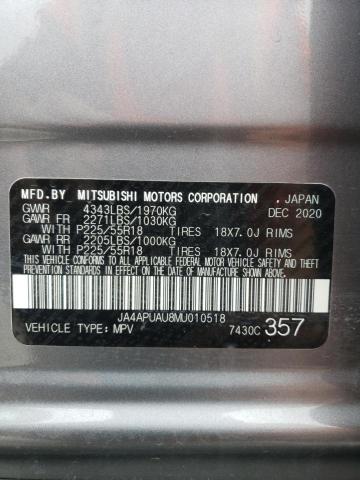 MFD.BY MITSUBISHI MOTORS CORPORATION . JAPAN
GVWR 4343LBS/1970KG DEC 2020
GAWR FR 2271LBS/1030KG
WITH P225/55R18 TIRES 18X7.0J RIMS
GAWR RR 2205LBS/1000KG
WITH P225/55R18 TIRES 18X7.0J RIMS
THIS VEHICLE CONFORMS TO ALL APPLICABLE
FEDERAL MOTOR VEHICLE SAFETY AND
THEFT PREVENTION STANDARDS IN EFFECT ON
THE DATE OF MANUFACTURE SHOWN ABOVE.
JA4APUAU8MU010518
VEHICLE TYPE: MPV 7430C 357